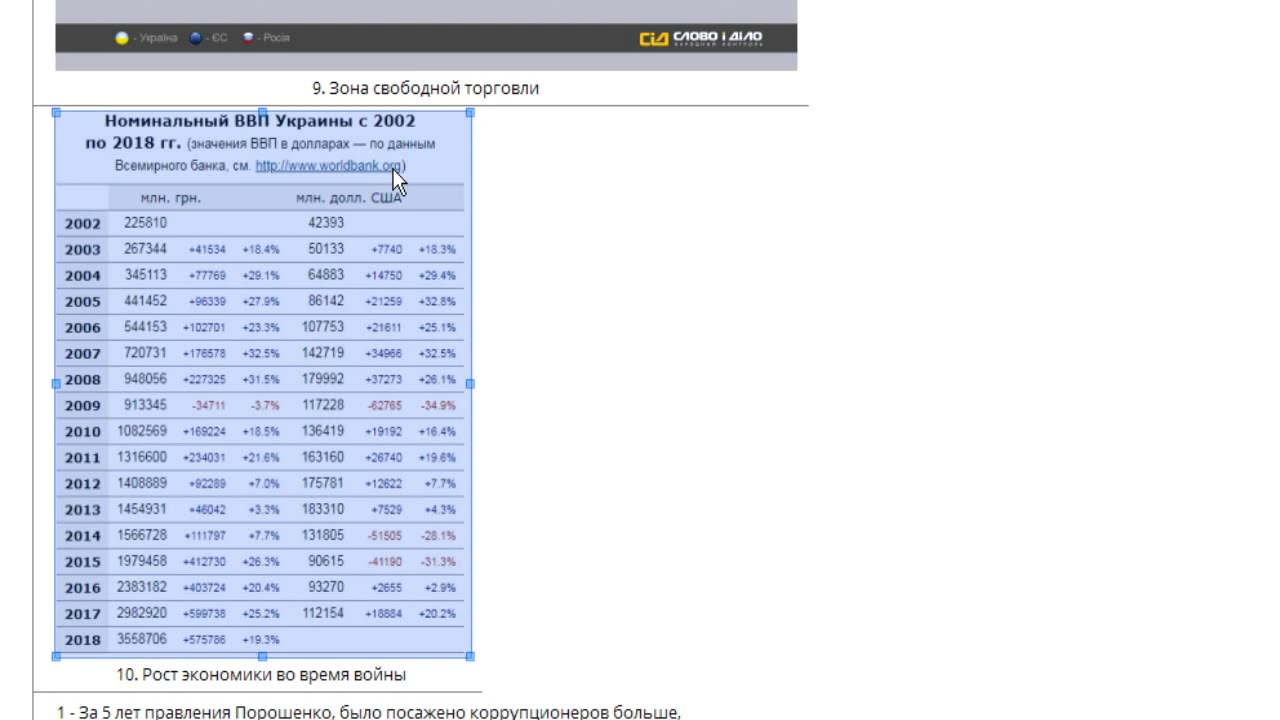 - Україна - ЄС - Росія СіД СЛОВО і ДІЛО
НАРОДНИЙ КОНТРОЛЬ
9. Зона свободной торговли
Номинальный ВВП Украины с 2002
по 2018 гг. (значения ВВП в долларах — по данным
Всемирного банка, см. http://www.worldbank.org)
млн. грн. млн. долл. США
2002 225810 42393
2003 267344 +41534 +18.4% 50133 +7740 +18.3%
2004 345113 +77769 +29.1% 64883 +14750 +29.4%
2005 441452 +96339 +27.9% 86142 +21259 +32.8%
2006 544153 +102701 +23.3% 107753 +21611 +25.1%
2007 720731 +176578 +32.5% 142719 +34966 +32.5%
2008 948056 +227325 +31.5% 179992 +37273 +26.1%
2009 913345 -34711 -3.7% 117228 -62765 -34.9%
2010 1082569 +169224 +18.5% 136419 +19192 +16.4%
2011 1316600 +234031 +21.6% 163160 +26740 +19.6%
2012 1408889 +92289 +7.0% 175781 +12622 +7.7%
2013 1454931 +46042 +3.3% 183310 +7529 +4.3%
2014 1566728 +111797 +7.7% 131805 -51505 -28.1%
2015 1979458 +412730 +26.3% 90615 -41190 -31.3%
2016 2383182 +403724 +20.4% 93270 +2655 +2.9%
2017 2982920 +599738 +25.2% 112154 +18884 +20.2%
2018 3558706 +575786 +19.3%
10. Рост экономики во время войны
1 - За 5 лет правления Порошенко, было посажено коррупционеров больше,